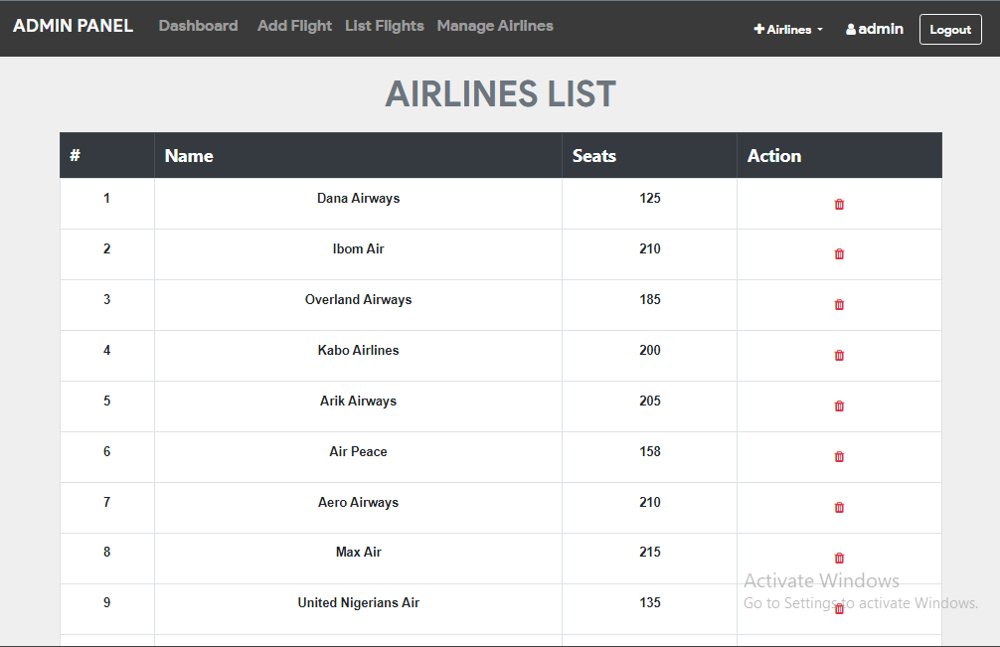 ADMIN PANEL Dashboard Add Flight List Flights Manage Airlines Airlines admin Logout
AIRLINES LIST
# Name Seats Action
1 Dana Airways 125
2 Ibom Air 210
3 Overland Airways 185
4 Kabo Airlines 200
5 Arik Airways 205
6 Air Peace 158
7 Aero Airways 210
8 Max Air 215
Activate Windows
9 United Nigerians Air 135
Go to Settings to activate Windows.